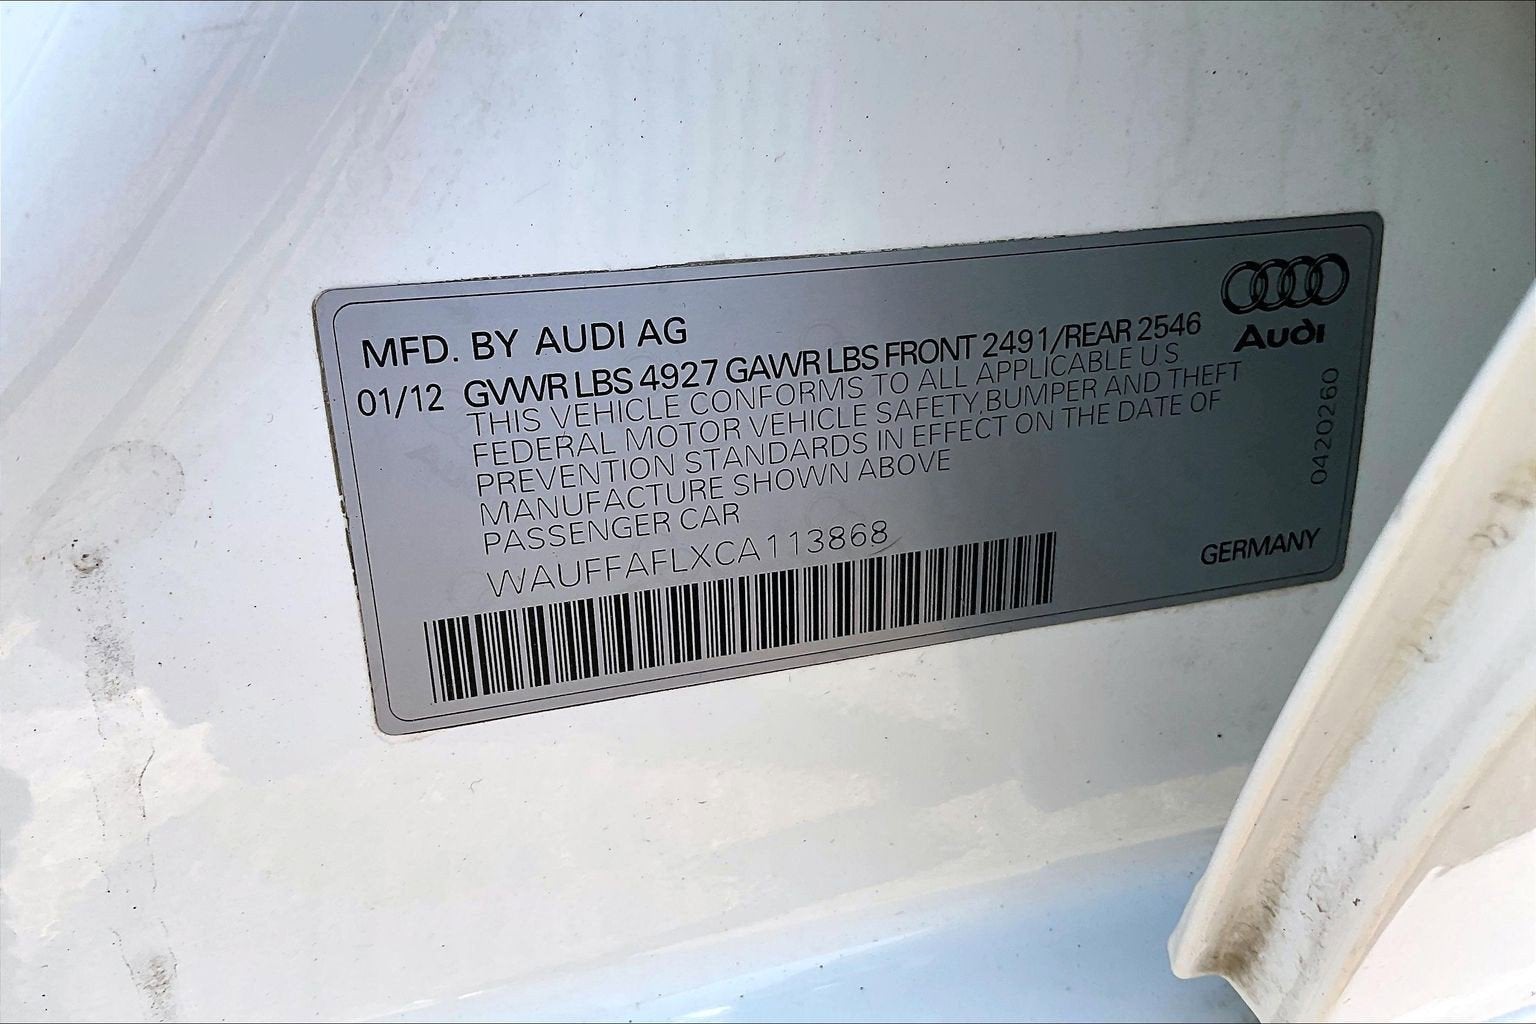 MFD. BY AUDI AG
01/12 GVWR LBS 4927 GAWR LBS FRONT 2491/REAR 2546
THIS VEHICLE CONFORMS TO ALL APPLICABLE U S
FEDERAL MOTOR VEHICLE SAFETY,BUMPER AND THEFT
PREVENTION STANDARDS IN EFFECT ON THE DATE OF
MANUFACTURE SHOWN ABOVE
PASSENGER CAR
WAUFFAFLXCA113868
Audi
0420260
GERMANY